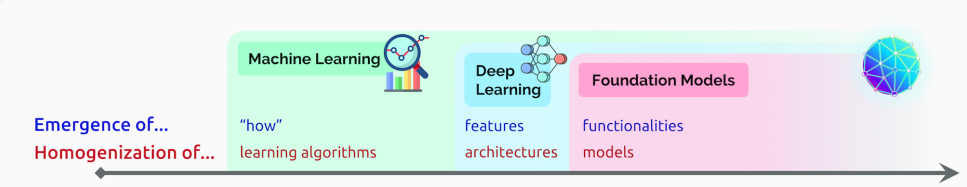 Machine Learning
Deep
Learning
Foundation Models
Emergence of... “how” features functionalities
Homogenization of... learning algorithms architectures models